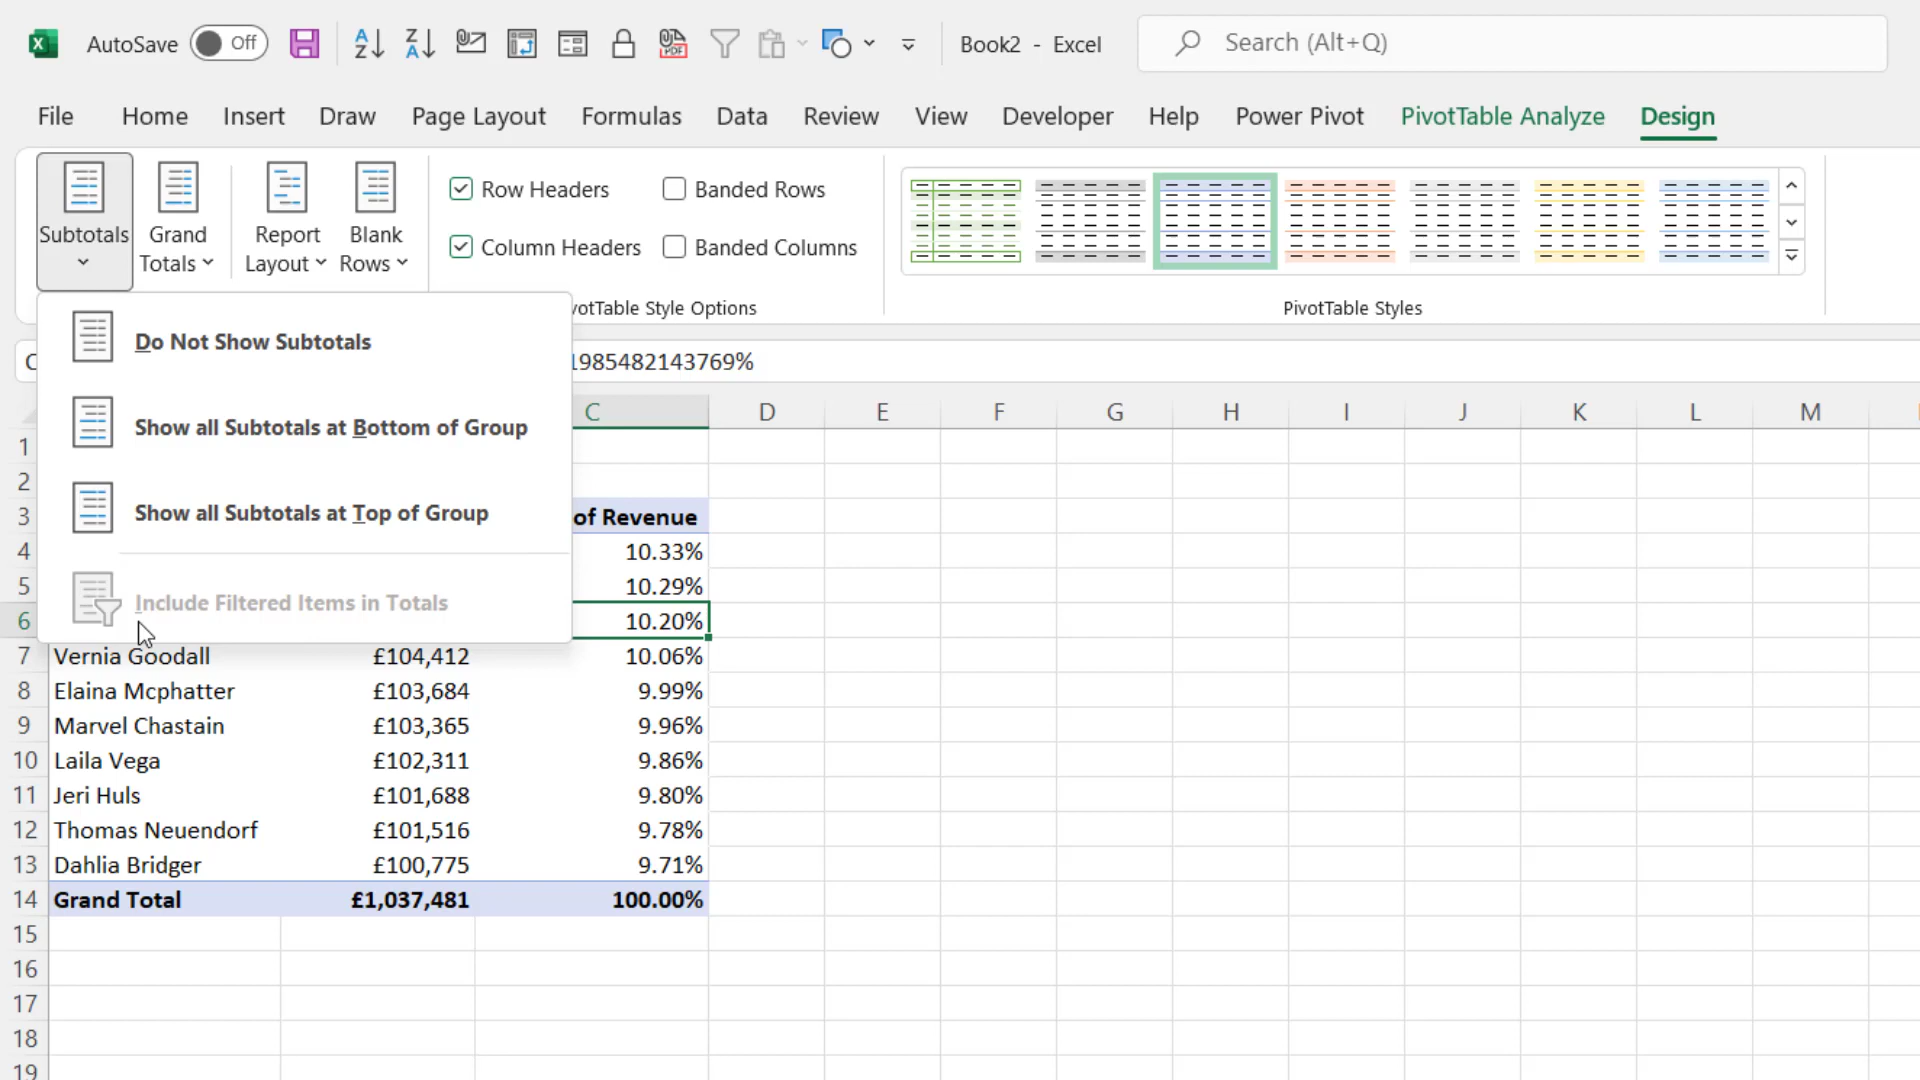 AutoSave Off Book2 - Excel Search (Alt+Q)
File Home Insert Draw Page Layout Formulas Data Review View Developer Help Power Pivot PivotTable Analyze Design
Subtotals
Grand Totals
Report Layout
Blank Rows
Row Headers Banded Rows
Column Headers Banded Columns
votTable Style Options
PivotTable Styles
Do Not Show Subtotals
Show all Subtotals at Bottom of Group
Show all Subtotals at Top of Group
Include Filtered Items in Totals
C 1985482143769%
C D E F G H I J K L M
1
2
3 of Revenue
4 10.33%
5 10.29%
6 10.20%
7 Vernia Goodall £104,412 10.06%
8 Elaina Mcphatter £103,684 9.99%
9 Marvel Chastain £103,365 9.96%
10 Laila Vega £102,311 9.86%
11 Jeri Huls £101,688 9.80%
12 Thomas Neuendorf £101,516 9.78%
13 Dahlia Bridger £100,775 9.71%
14 Grand Total £1,037,481 100.00%
15
16
17
18
19